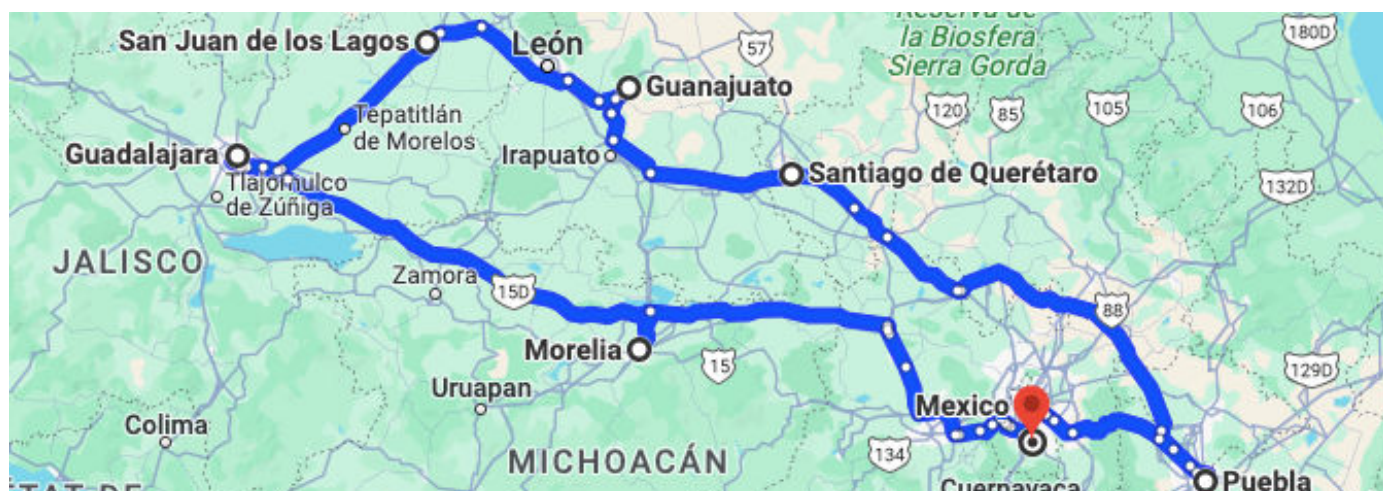 Reserva de
la Biosfera
Sierra Gorda
180D
San Juan de los Lagos
León
57
Guanajuato
120
85
105
106
Tepatitlán
de Morelos
Guadalajara
Irapuato
Santiago de Querétaro
Tlajomulco
de Zúñiga
132D
JALISCO
Zamora
15D
88
Morelia
15
129D
Uruapan
Mexico
Colima
134
MICHOACÁN
Cuernavaca
Puebla